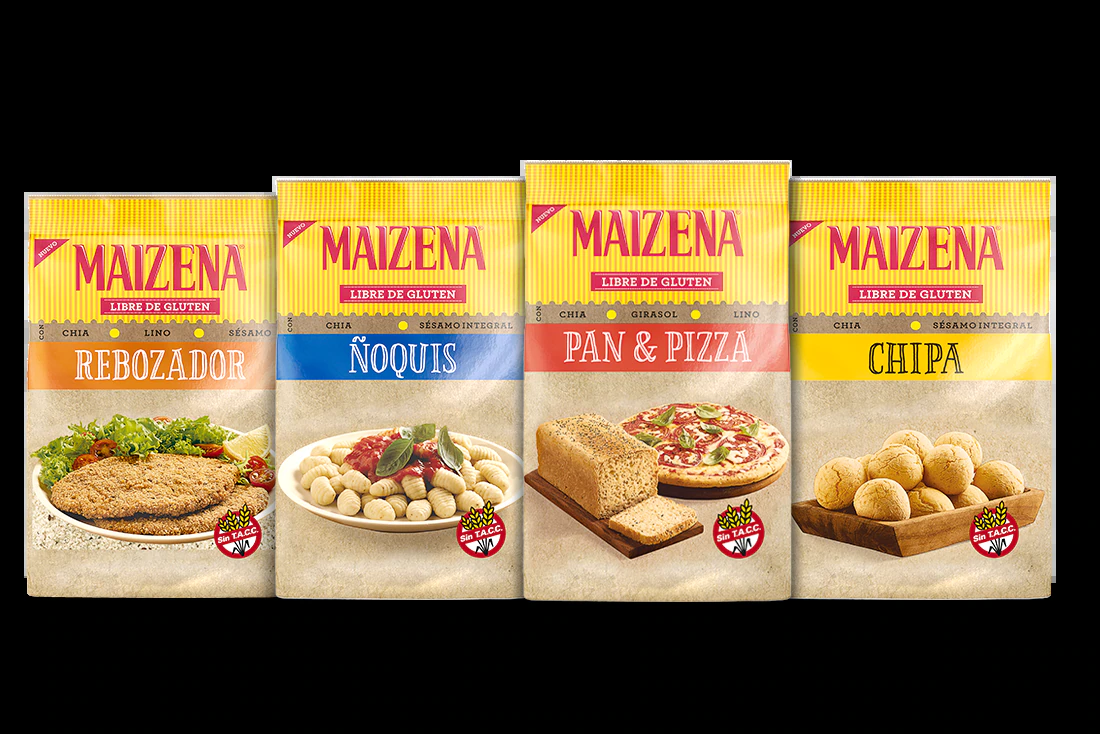 NUEVO
MAIZENA
LIBRE DE GLUTEN
CON
CHIA LINO SÉSAMO
REBOZADOR
Sin T.A.C.C.
NUEVO
MAIZENA
LIBRE DE GLUTEN
CON
CHIA SÉSAMO INTEGRAL
ÑOQUIS
Sin T.A.C.C.
NUEVO
MAIZENA
LIBRE DE GLUTEN
CON
CHIA GIRASOL LINO
PAN & PIZZA
Sin T.A.C.C.
NUEVO
MAIZENA
LIBRE DE GLUTEN
CON
CHIA SÉSAMO INTEGRAL
CHIPA
Sin T.A.C.C.